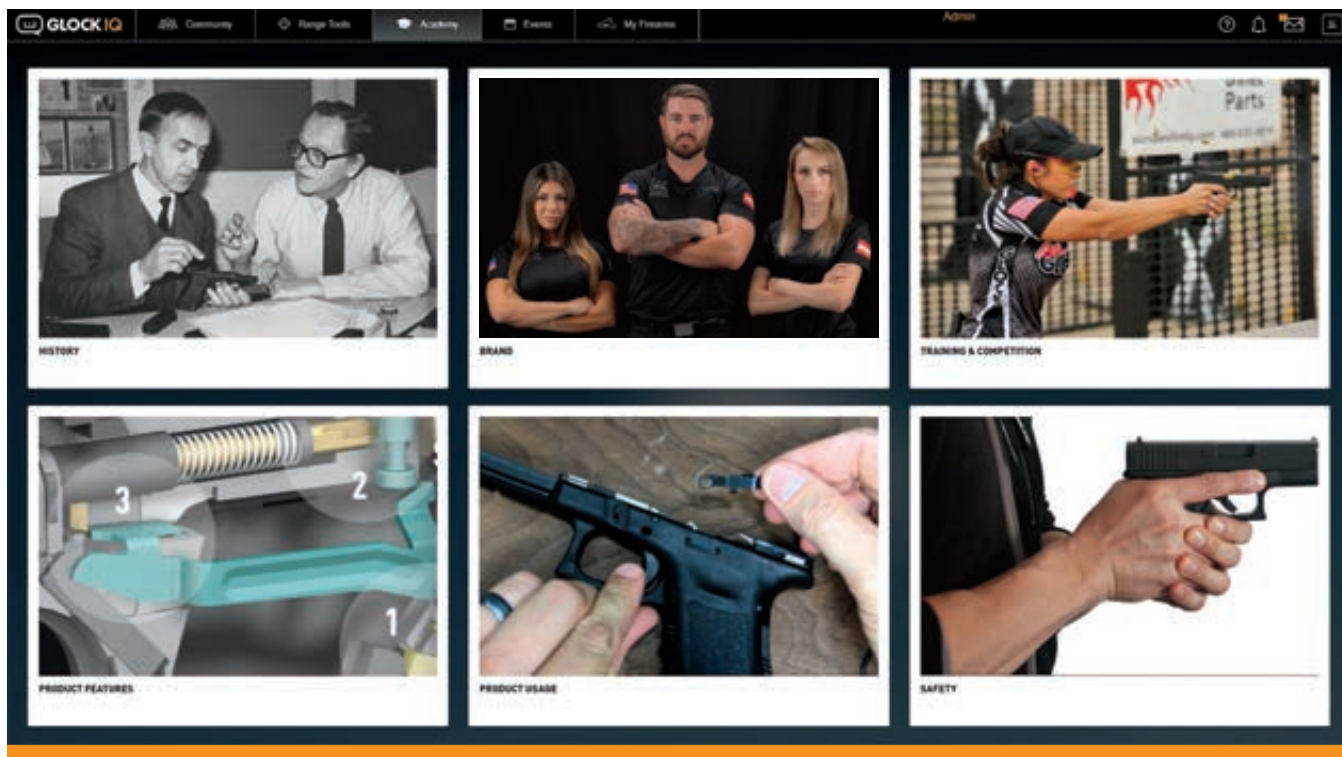 GLOCK IQ
Community
Range Tools
Academy
Events
My Firearms
Admin
Parts
HISTORY
BRAND
TRAINING & COMPETITION
3
2
1
PRODUCT FEATURES
PRODUCT USAGE
SAFETY